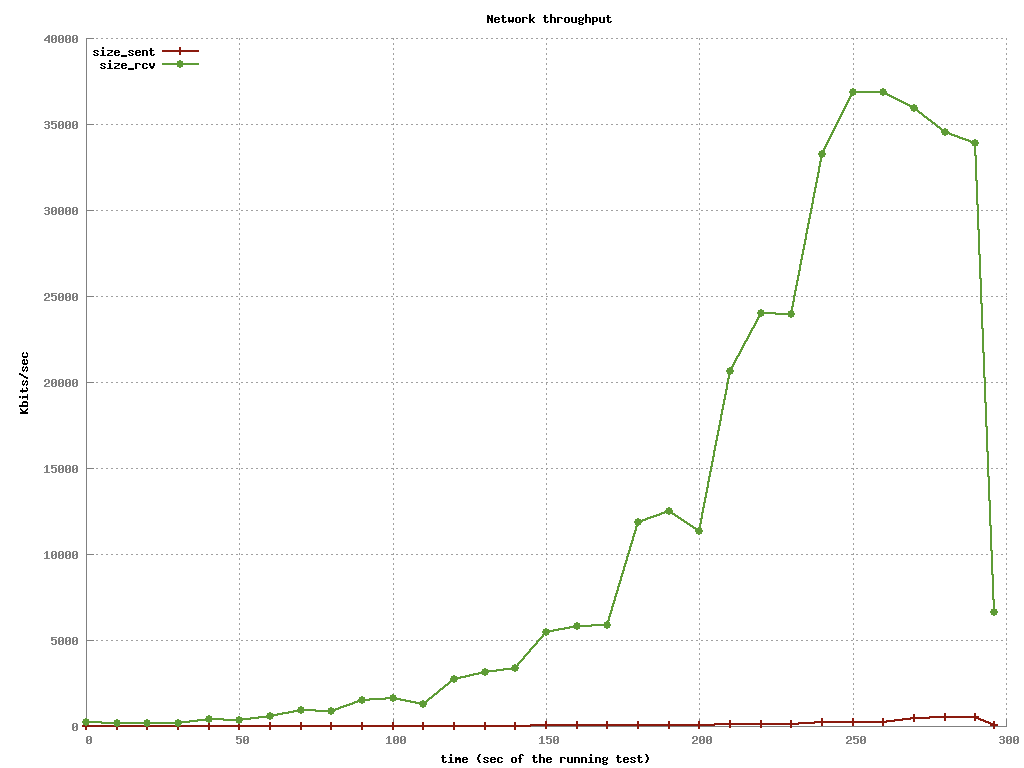 Network throughput
size_sent
size_rcv
40000
35000
30000
25000
20000
15000
10000
5000
0
Kbits/sec
0 50 100 150 200 250 300
time (sec of the running test)